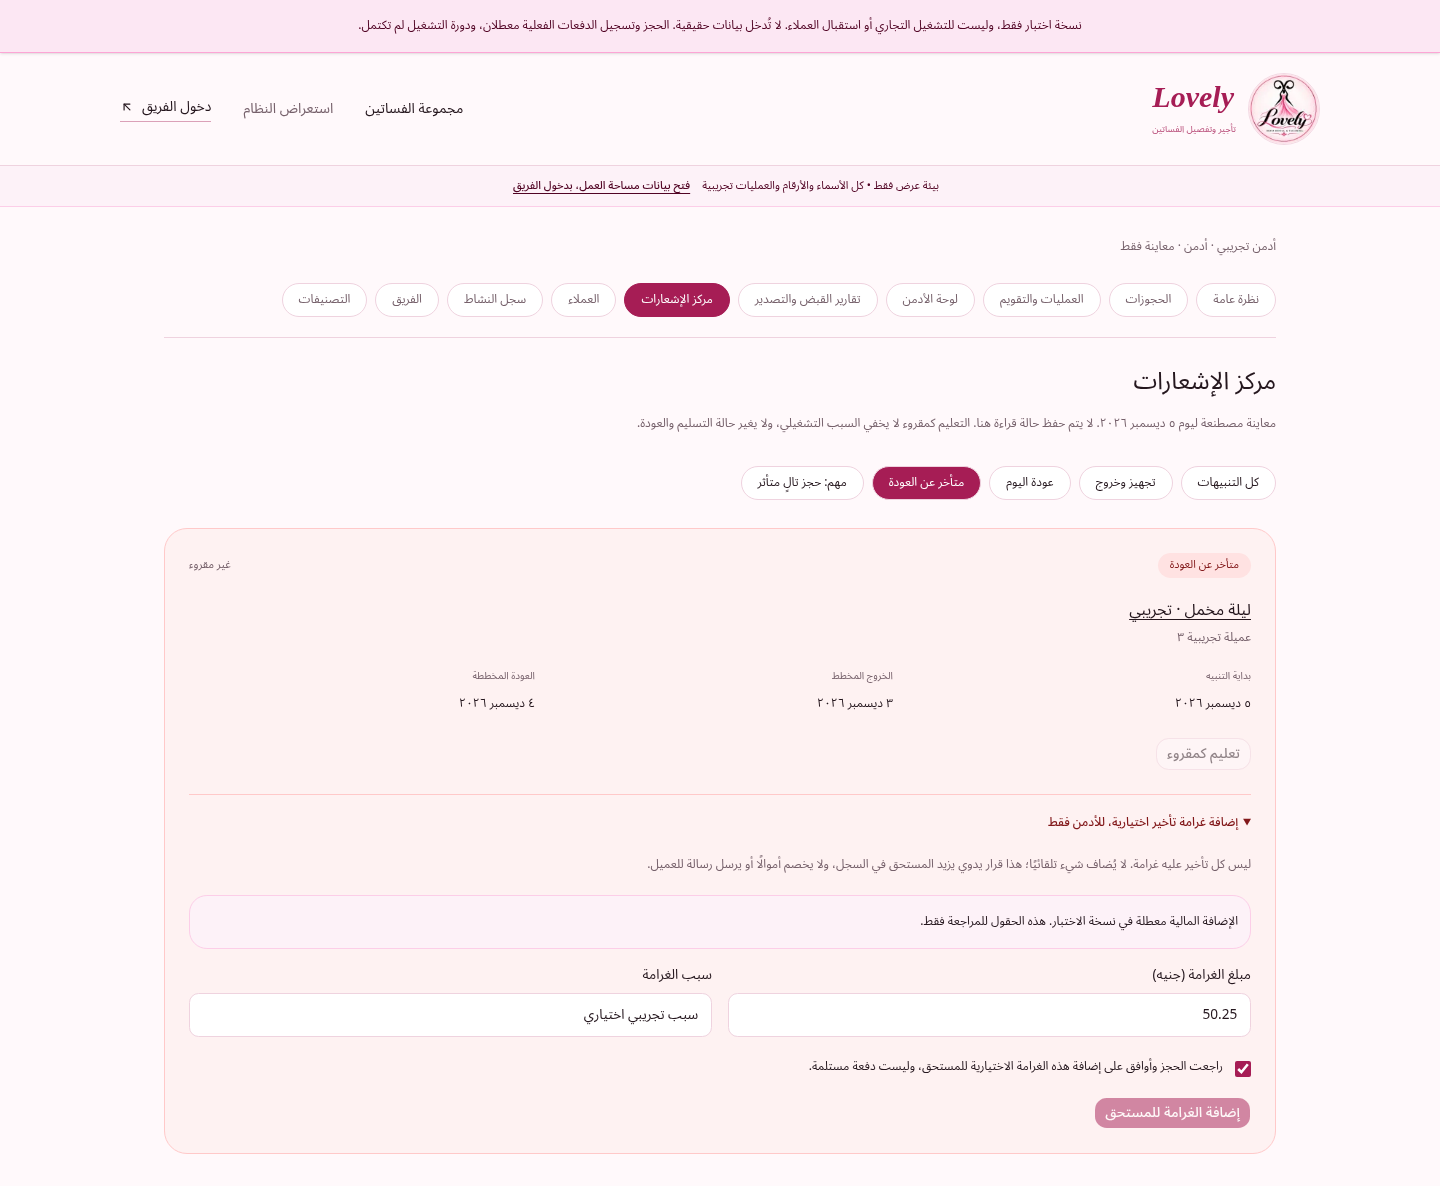 نسخة اختبار فقط، وليست للتشغيل التجاري أو استقبال العملاء. لا تُدخل بيانات حقيقية. الحجز وتسجيل الدفعات الفعلية معطلان، ودورة التشغيل لم تكتمل.
Lovely
Lovely
تأجير وتفصيل الفساتين
مجموعة الفساتين
استعراض النظام
دخول الفريق
بيئة عرض فقط • كل الأسماء والأرقام والعمليات تجريبية فتح بيانات مساحة العمل، بدخول الفريق
أدمن تجريبي · أدمن · معاينة فقط
نظرة عامة
الحجوزات
العمليات والتقويم
لوحة الأدمن
تقارير القبض والتصدير
مركز الإشعارات
العملاء
سجل النشاط
الفريق
التصنيفات
مركز الإشعارات
معاينة مصطنعة ليوم ٥ ديسمبر ٢٠٢٦. لا يتم حفظ حالة قراءة هنا. التعليم كمقروء لا يخفي السبب التشغيلي، ولا يغير حالة التسليم والعودة.
كل التنبيهات
تجهيز وخروج
عودة اليوم
متأخر عن العودة
مهم: حجز تالٍ متأثر
متأخر عن العودة
غير مقروء
ليلة مخمل · تجريبي
عميلة تجريبية ٣
بداية التنبيه
الخروج المخطط
العودة المخططة
٥ ديسمبر ٢٠٢٦
٣ ديسمبر ٢٠٢٦
٤ ديسمبر ٢٠٢٦
تعليم كمقروء
▼ إضافة غرامة تأخير اختيارية، للأدمن فقط
ليس كل تأخير عليه غرامة. لا يُضاف شيء تلقائيًا؛ هذا قرار يدوي يزيد المستحق في السجل، ولا يخصم أموالًا أو يرسل رسالة للعميل.
الإضافة المالية معطلة في نسخة الاختبار. هذه الحقول للمراجعة فقط.
مبلغ الغرامة (جنيه)
سبب الغرامة
50.25
سبب تجريبي اختياري
راجعت الحجز وأوافق على إضافة هذه الغرامة الاختيارية للمستحق، وليست دفعة مستلمة.
إضافة الغرامة للمستحق